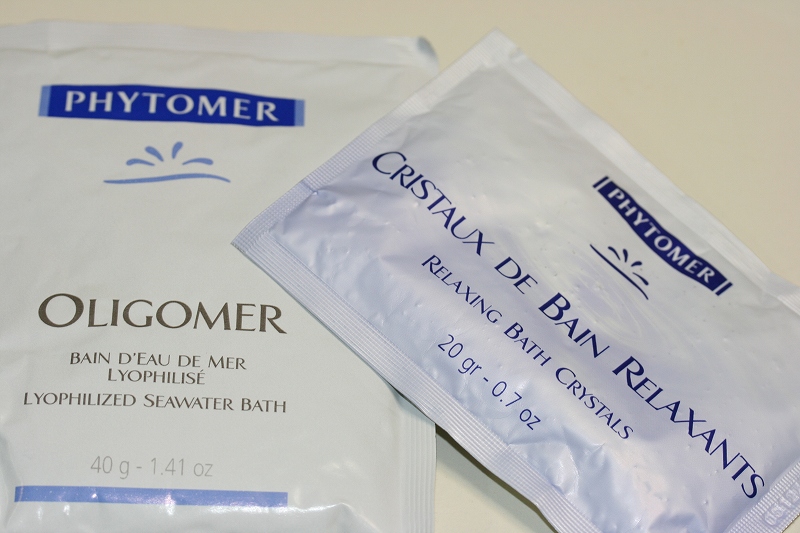 PHYTOMER
OLIGOMER
BAIN D'EAU DE MER
LYOPHILISÉ
LYOPHILIZED SEAWATER BATH
40 g - 1.41 oz
PHYTOMER
CRISTAUX DE BAIN RELAXANTS
RELAXING BATH CRYSTALS
20 gr - 0.7 oz